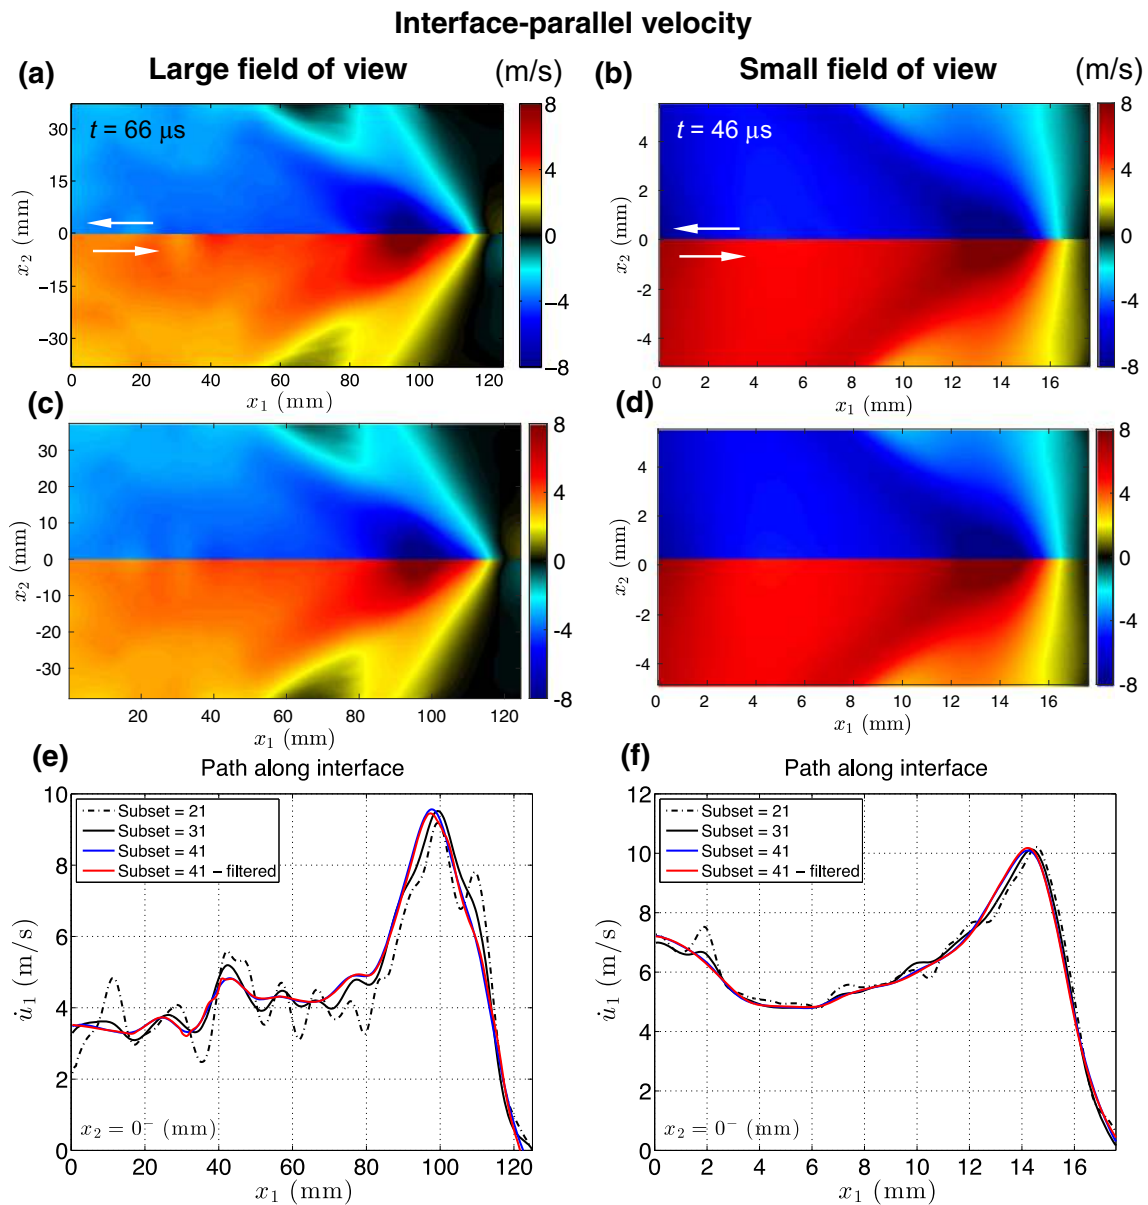 Interface-parallel velocity
(a) Large field of view (m/s)
(b) Small field of view (m/s)
t = 66 μs
30
15
0
−15
−30
x₂ (mm)
0 20 40 60 80 100 120
x₁ (mm)
8
4
0
−4
−8
t = 46 μs
4
2
0
-2
-4
x₂ (mm)
0 2 4 6 8 10 12 14 16
x₁ (mm)
8
4
0
-4
-8
(c)
30
20
10
0
-10
-20
-30
x₂ (mm)
20 40 60 80 100 120
x₁ (mm)
8
4
0
-4
-8
(d)
4
2
0
-2
-4
x₂ (mm)
0 2 4 6 8 10 12 14 16
x₁ (mm)
8
4
0
-4
-8
(e)
Path along interface
10
8
6
4
2
0
u̇₁ (m/s)
Subset = 21
Subset = 31
Subset = 41
Subset = 41 − filtered
x₂ = 0⁻ (mm)
0 20 40 60 80 100 120
x₁ (mm)
(f)
Path along interface
12
10
8
6
4
2
0
u̇₁ (m/s)
Subset = 21
Subset = 31
Subset = 41
Subset = 41 − filtered
x₂ = 0⁻ (mm)
0 2 4 6 8 10 12 14 16
x₁ (mm)